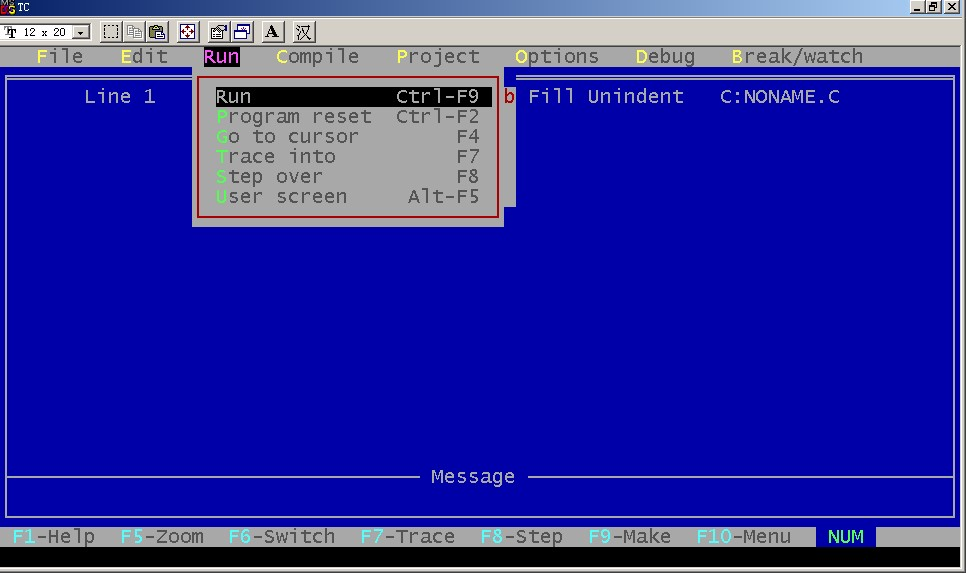 TC
12 x 20 A 汉
File Edit Run Compile Project Options Debug Break/watch
Line 1 b Fill Unindent C:NONAME.C
Run Ctrl-F9
Program reset Ctrl-F2
Go to cursor F4
Trace into F7
Step over F8
User screen Alt-F5
Message
F1-Help F5-Zoom F6-Switch F7-Trace F8-Step F9-Make F10-Menu NUM